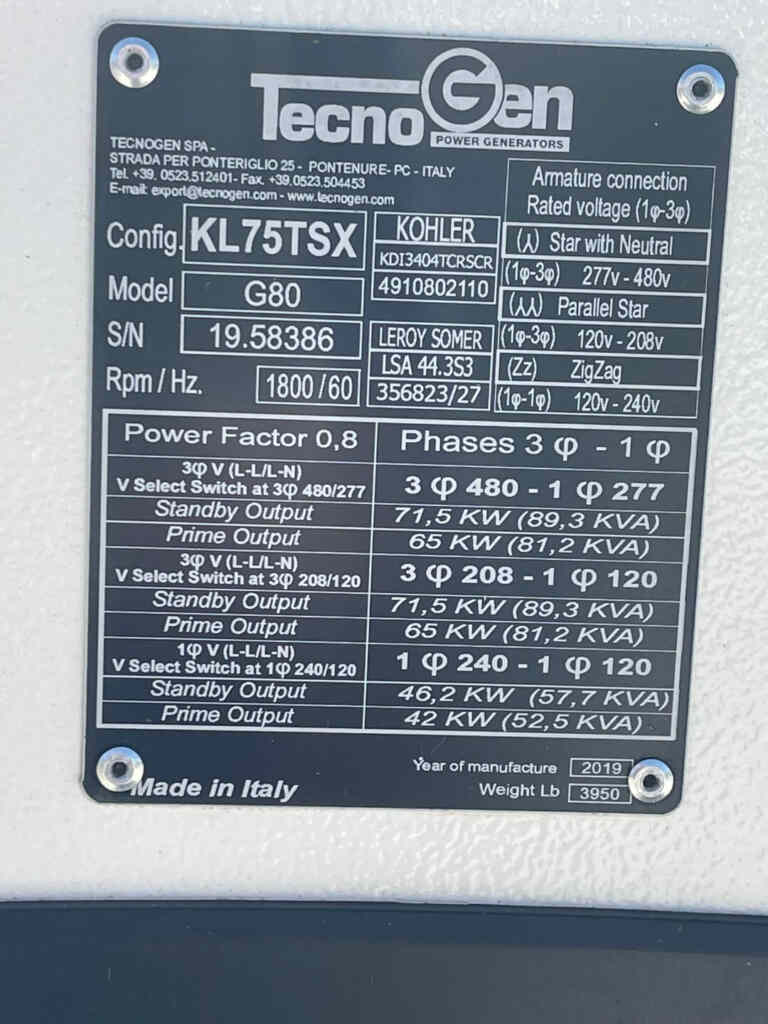 TecnoGen
POWER GENERATORS
TECNOGEN SPA -
STRADA PER PONTERIGLIO 25 - PONTENURE- PC - ITALY
Tel. +39. 0523.512401- Fax. +39.0523.504453
E-mail: export@tecnogen.com - www.tecnogen.com
Config. KL75TSX
Model G80
S/N 19.58386
Rpm / Hz. 1800 / 60
KOHLER
KDI3404TCRSCR
4910802110
LEROY SOMER
LSA 44.3S3
356823/27
Armature connection
Rated voltage (1φ-3φ)
(⅄) Star with Neutral
(1φ-3φ) 277v - 480v
(⅄⅄) Parallel Star
(1φ-3φ) 120v - 208v
(Zz) ZigZag
(1φ-1φ) 120v - 240v
Power Factor 0,8 Phases 3 φ - 1 φ
3φ V (L-L/L-N)
V Select Switch at 3φ 480/277 3 φ 480 - 1 φ 277
Standby Output 71,5 KW (89,3 KVA)
Prime Output 65 KW (81,2 KVA)
3φ V (L-L/L-N)
V Select Switch at 3φ 208/120 3 φ 208 - 1 φ 120
Standby Output 71,5 KW (89,3 KVA)
Prime Output 65 KW (81,2 KVA)
1φ V (L-L/L-N)
V Select Switch at 1φ 240/120 1 φ 240 - 1 φ 120
Standby Output 46,2 KW (57,7 KVA)
Prime Output 42 KW (52,5 KVA)
Year of manufacture 2019
Weight Lb 3950
Made in Italy